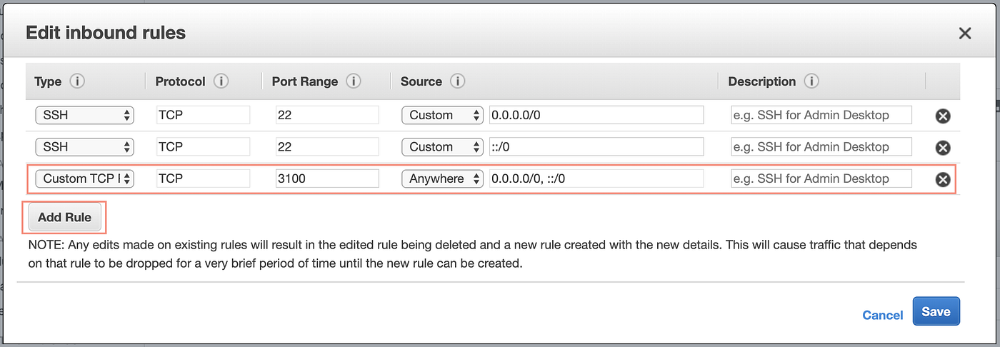 Edit inbound rules
Type Protocol Port Range Source Description
SSH TCP 22 Custom 0.0.0.0/0 e.g. SSH for Admin Desktop
SSH TCP 22 Custom ::/0 e.g. SSH for Admin Desktop
Custom TCP TCP 3100 Anywhere 0.0.0.0/0, ::/0 e.g. SSH for Admin Desktop
Add Rule
NOTE: Any edits made on existing rules will result in the edited rule being deleted and a new rule created with the new details. This will cause traffic that depends
on that rule to be dropped for a very brief period of time until the new rule can be created.
Cancel Save